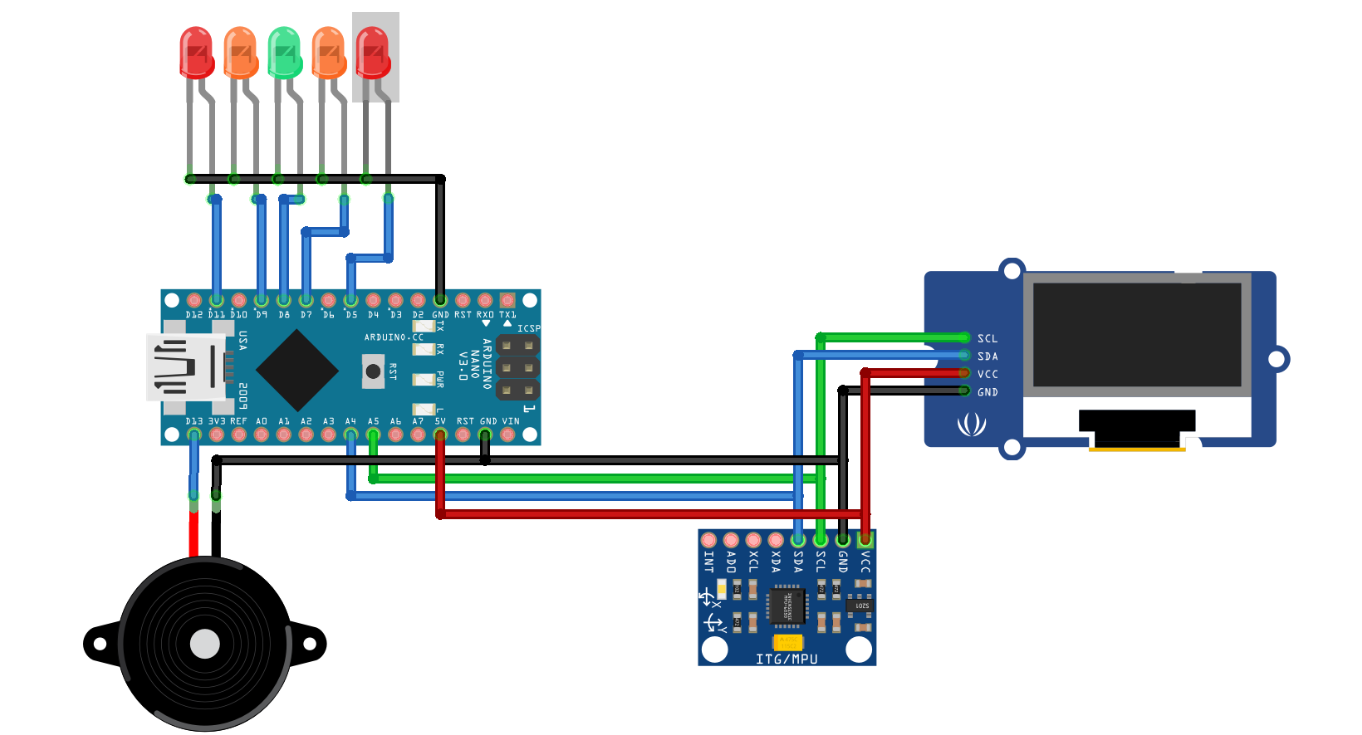 D12 D11 D10 D9 D8 D7 D6 D5 D4 D3 D2 GND RST RX0 TX1
TX
RX
PWR
L
ARDUINO.CC
RST
ARDUINO
NANO
V3.0
ICSP
1
USA
2009
D13 3V3 REF A0 A1 A2 A3 A4 A5 A6 A7 5V RST GND VIN
SCL
SDA
VCC
GND
INT AD0 XCL XDA SDA SCL GND VCC
X
Y
ITG/MPU